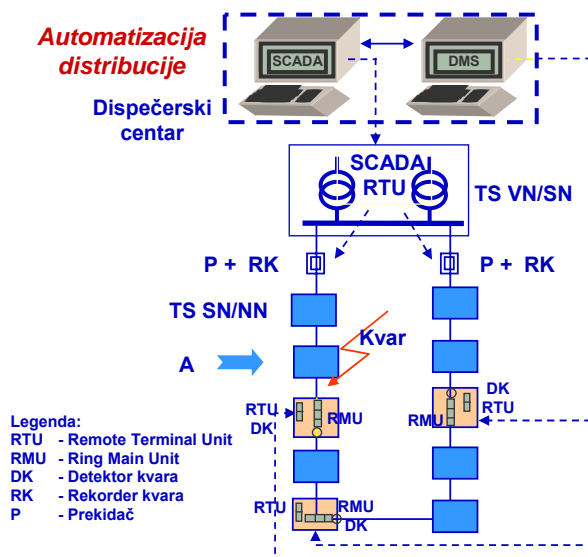 Automatizacija
distribucije
SCADA
DMS
Dispečerski
centar
SCADA
RTU
TS VN/SN
P + RK
P + RK
TS SN/NN
Kvar
A
RTU
DK
RMU
DK
RTU
RMU
Legenda:
RTU - Remote Terminal Unit
RMU - Ring Main Unit
DK - Detektor kvara
RK - Rekorder kvara
P - Prekidač
RTU
RMU
DK